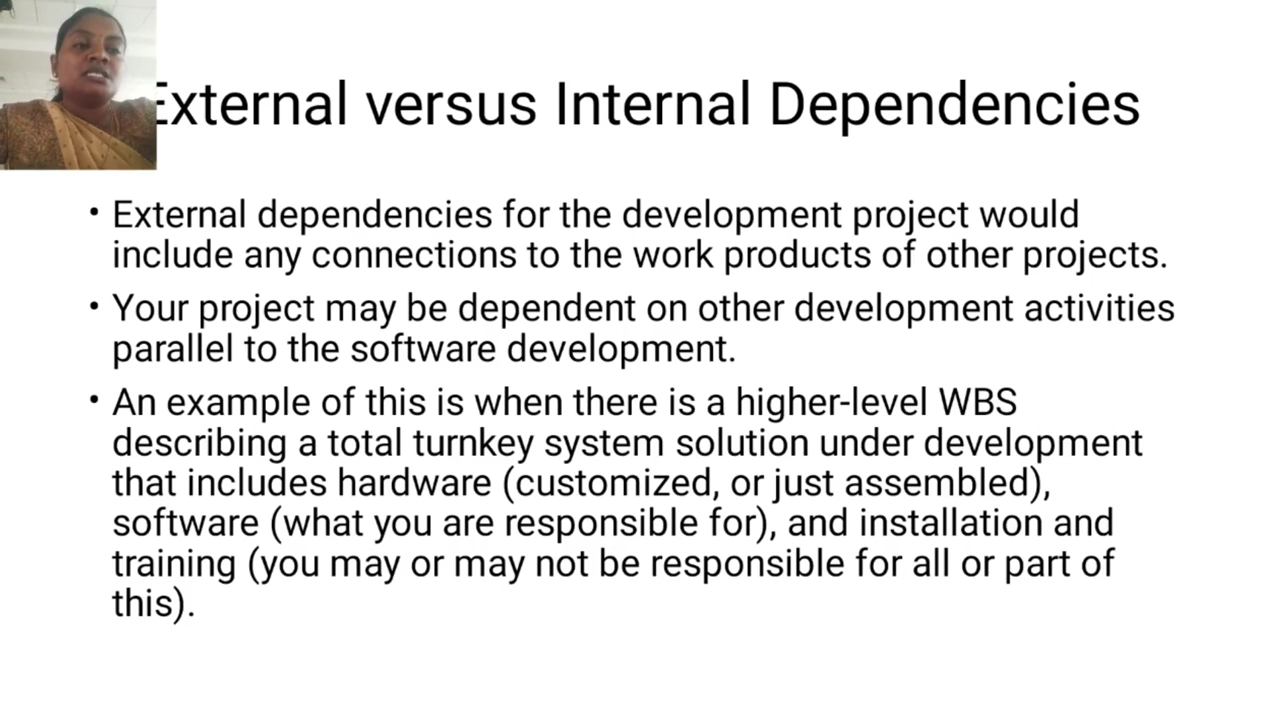 External versus Internal Dependencies
• External dependencies for the development project would
include any connections to the work products of other projects.
• Your project may be dependent on other development activities
parallel to the software development.
• An example of this is when there is a higher-level WBS
describing a total turnkey system solution under development
that includes hardware (customized, or just assembled),
software (what you are responsible for), and installation and
training (you may or may not be responsible for all or part of
this).